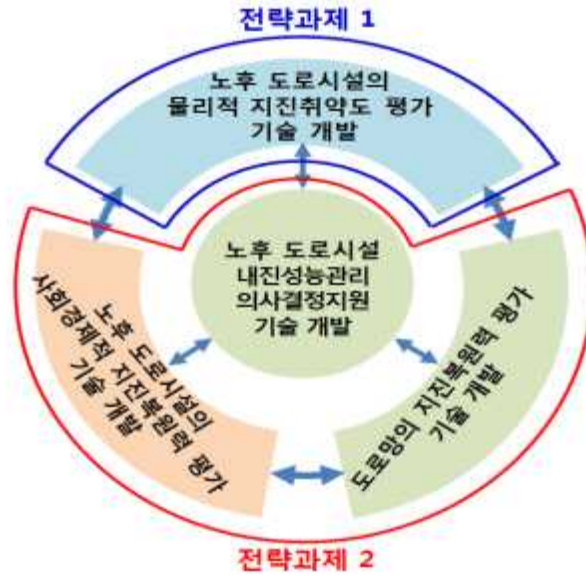 전략과제 1
노후 도로시설의
물리적 지진취약도 평가
기술 개발
노후 도로시설
내진성능관리
의사결정지원
기술 개발
노후 도로시설의
사회경제적 지진복원력 평가
기술 개발
도로망의 지진복원력 평가
기술 개발
전략과제 2